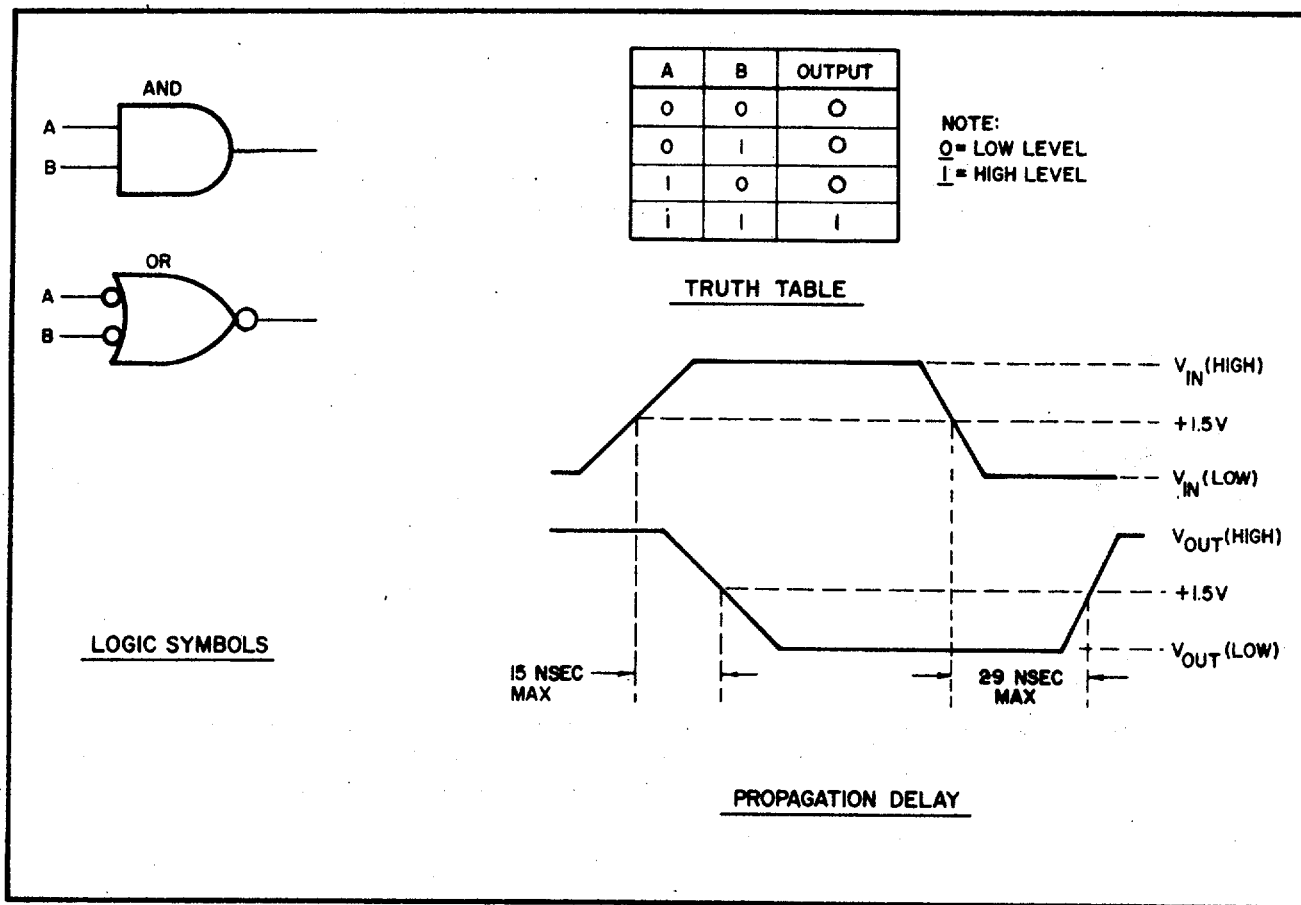 AND
A
B
OR
A
B
LOGIC SYMBOLS
A B OUTPUT
0 0 0
0 1 0
1 0 0
1 1 1
NOTE:
0 = LOW LEVEL
1 = HIGH LEVEL
TRUTH TABLE
VIN (HIGH)
+1.5V
VIN (LOW)
VOUT (HIGH)
+1.5V
VOUT (LOW)
15 NSEC
MAX
29 NSEC
MAX
PROPAGATION DELAY